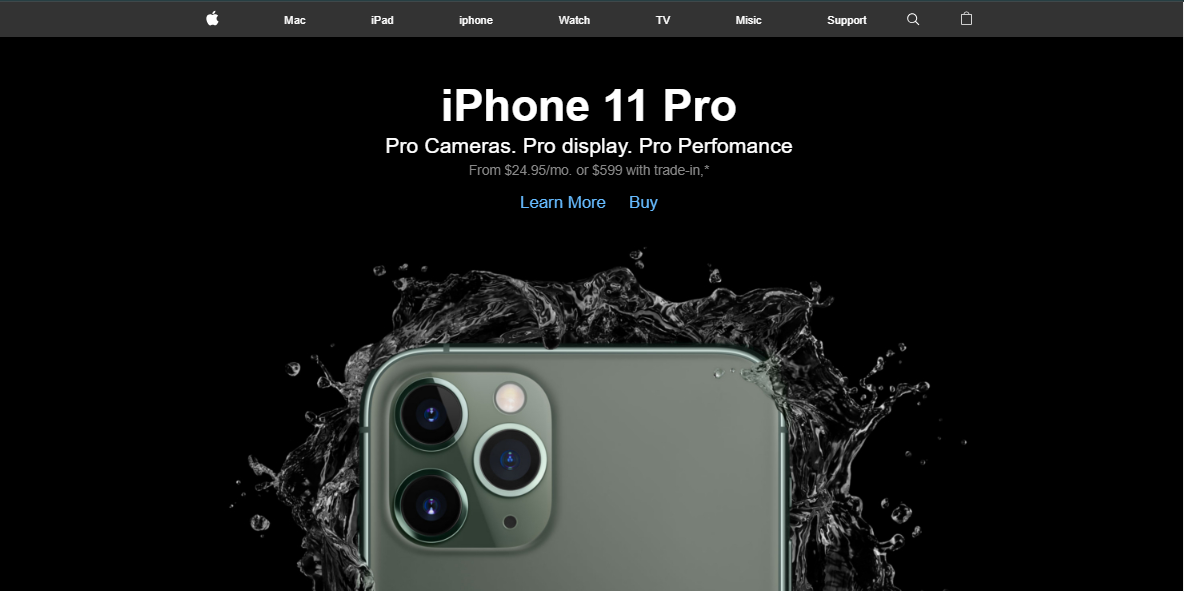 Mac iPad iphone Watch TV Misic Support
iPhone 11 Pro
Pro Cameras. Pro display. Pro Perfomance
From $24.95/mo. or $599 with trade-in,*
Learn More Buy